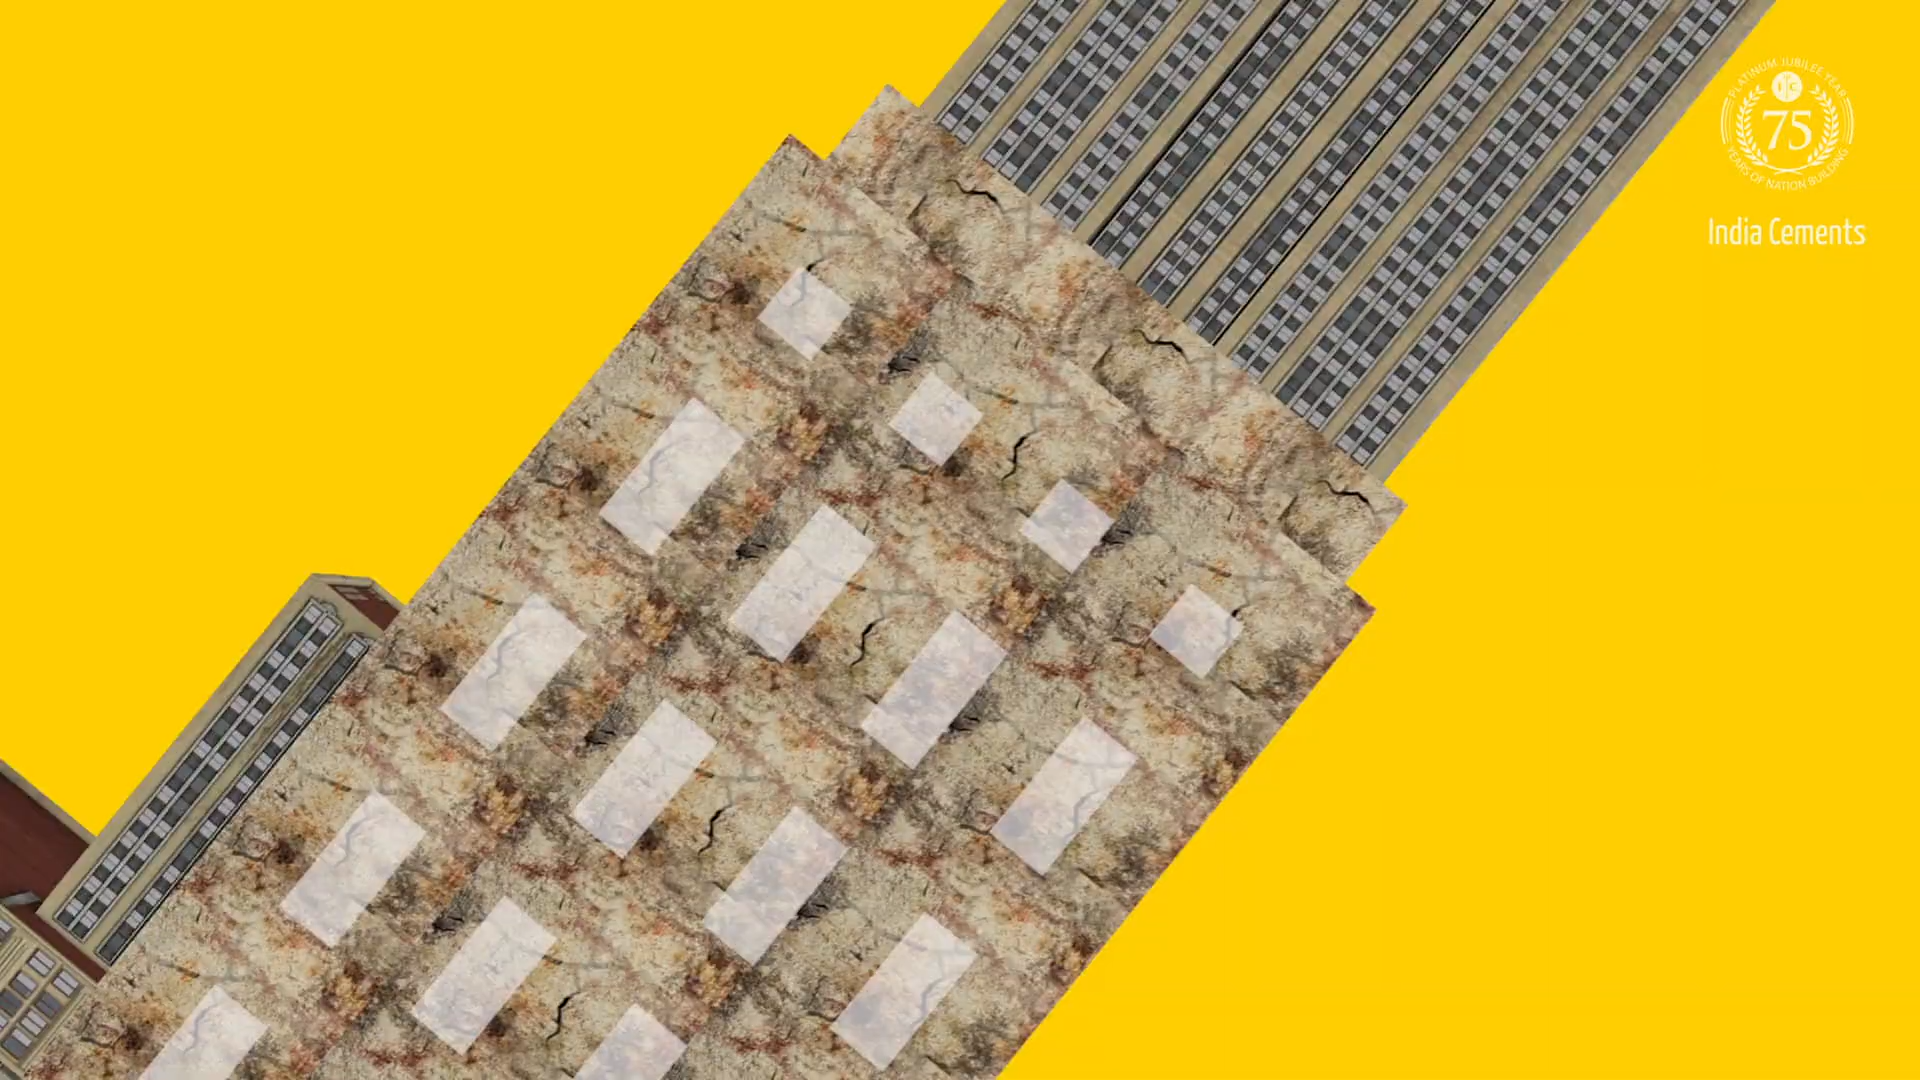 PLATINUM JUBILEE YEAR
75
YEARS OF NATION BUILDING
India Cements